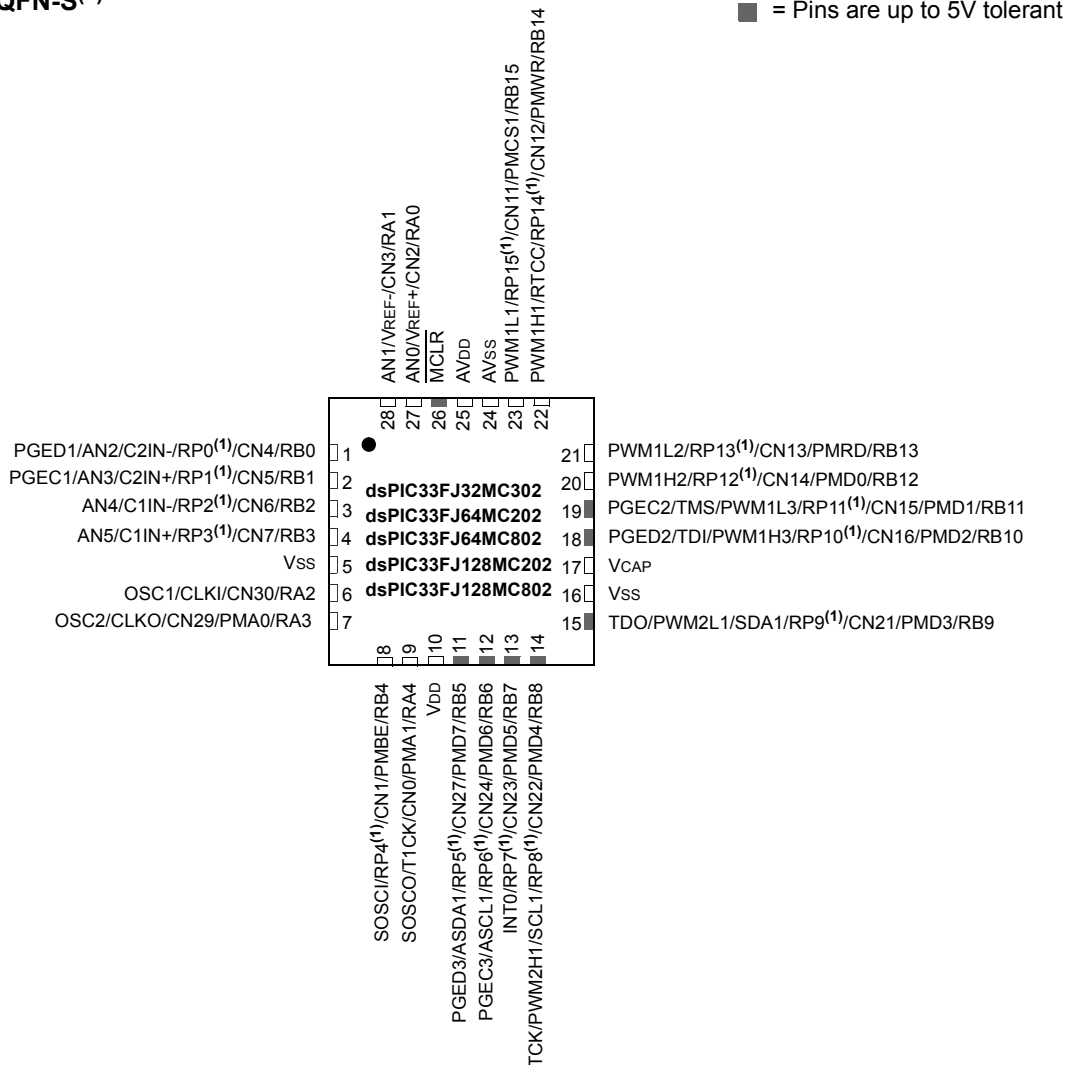 QFN-S
= Pins are up to 5V tolerant
AN1/VREF-/CN3/RA1
AN0/VREF+/CN2/RA0
MCLR
AVDD
AVSS
PWM1L1/RP15(1)/CN11/PMCS1/RB15
PWM1H1/RTCC/RP14(1)/CN12/PMWR/RB14
28
27
26
25
24
23
22
PGED1/AN2/C2IN-/RP0(1)/CN4/RB0
1
PGEC1/AN3/C2IN+/RP1(1)/CN5/RB1
2
AN4/C1IN-/RP2(1)/CN6/RB2
3
AN5/C1IN+/RP3(1)/CN7/RB3
4
VSS
5
OSC1/CLKI/CN30/RA2
6
OSC2/CLKO/CN29/PMA0/RA3
7
dsPIC33FJ32MC302
dsPIC33FJ64MC202
dsPIC33FJ64MC802
dsPIC33FJ128MC202
dsPIC33FJ128MC802
21
PWM1L2/RP13(1)/CN13/PMRD/RB13
20
PWM1H2/RP12(1)/CN14/PMD0/RB12
19
PGEC2/TMS/PWM1L3/RP11(1)/CN15/PMD1/RB11
18
PGED2/TDI/PWM1H3/RP10(1)/CN16/PMD2/RB10
17
VCAP
16
VSS
15
TDO/PWM2L1/SDA1/RP9(1)/CN21/PMD3/RB9
8
9
10
11
12
13
14
SOSCI/RP4(1)/CN1/PMBE/RB4
SOSCO/T1CK/CN0/PMA1/RA4
VDD
PGED3/ASDA1/RP5(1)/CN27/PMD7/RB5
PGEC3/ASCL1/RP6(1)/CN24/PMD6/RB6
INT0/RP7(1)/CN23/PMD5/RB7
TCK/PWM2H1/SCL1/RP8(1)/CN22/PMD4/RB8